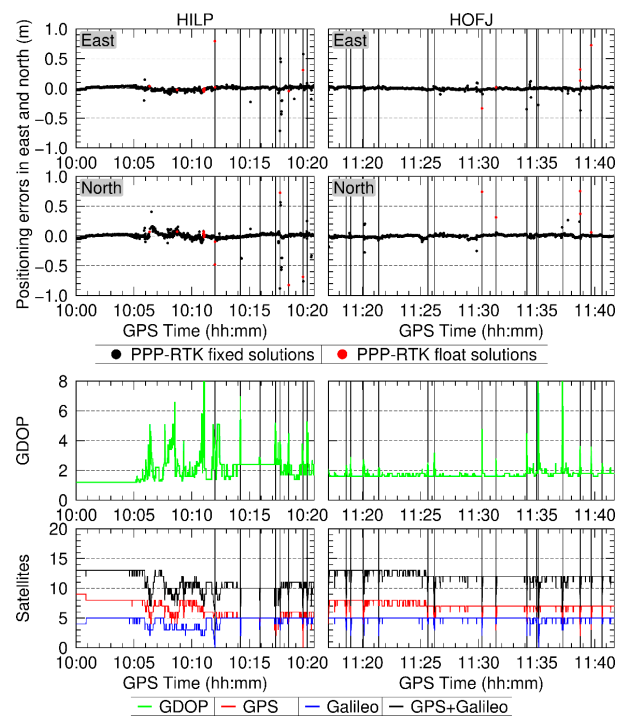 HILP HOFJ
Positioning errors in east and north (m)
East East
1.0
0.5
0.0
−0.5
−1.0
10:00 10:05 10:10 10:15 10:20 11:20 11:25 11:30 11:35 11:40
North North
1.0
0.5
0.0
−0.5
−1.0
10:00 10:05 10:10 10:15 10:20 11:20 11:25 11:30 11:35 11:40
GPS Time (hh:mm) GPS Time (hh:mm)
PPP-RTK fixed solutions PPP-RTK float solutions
GDOP
8
6
4
2
0
10:00 10:05 10:10 10:15 10:20 11:20 11:25 11:30 11:35 11:40
Satellites
20
15
10
5
0
10:00 10:05 10:10 10:15 10:20 11:20 11:25 11:30 11:35 11:40
GPS Time (hh:mm) GPS Time (hh:mm)
GDOP GPS Galileo GPS+Galileo